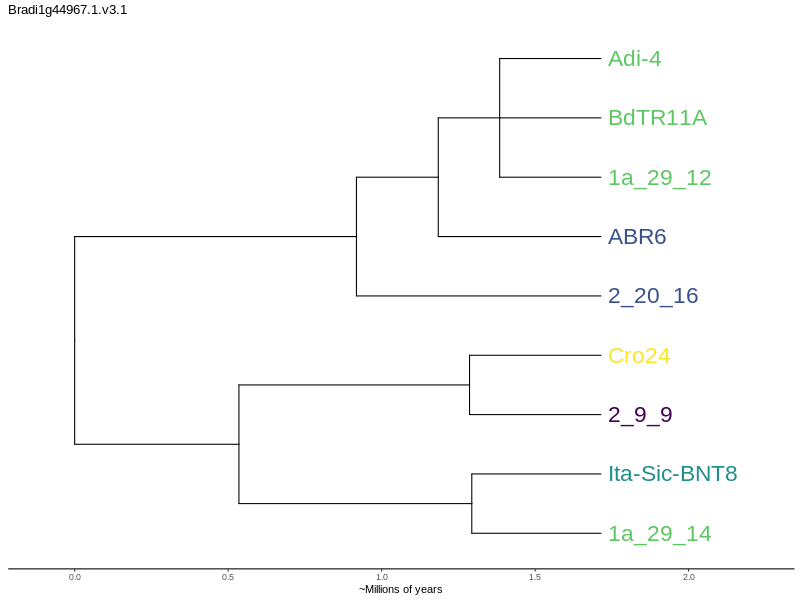 Bradi1g44967.1.v3.1
Adi-4
BdTR11A
1a_29_12
ABR6
2_20_16
Cro24
2_9_9
Ita-Sic-BNT8
1a_29_14
0.0 0.5 1.0 1.5 2.0
~Millions of years